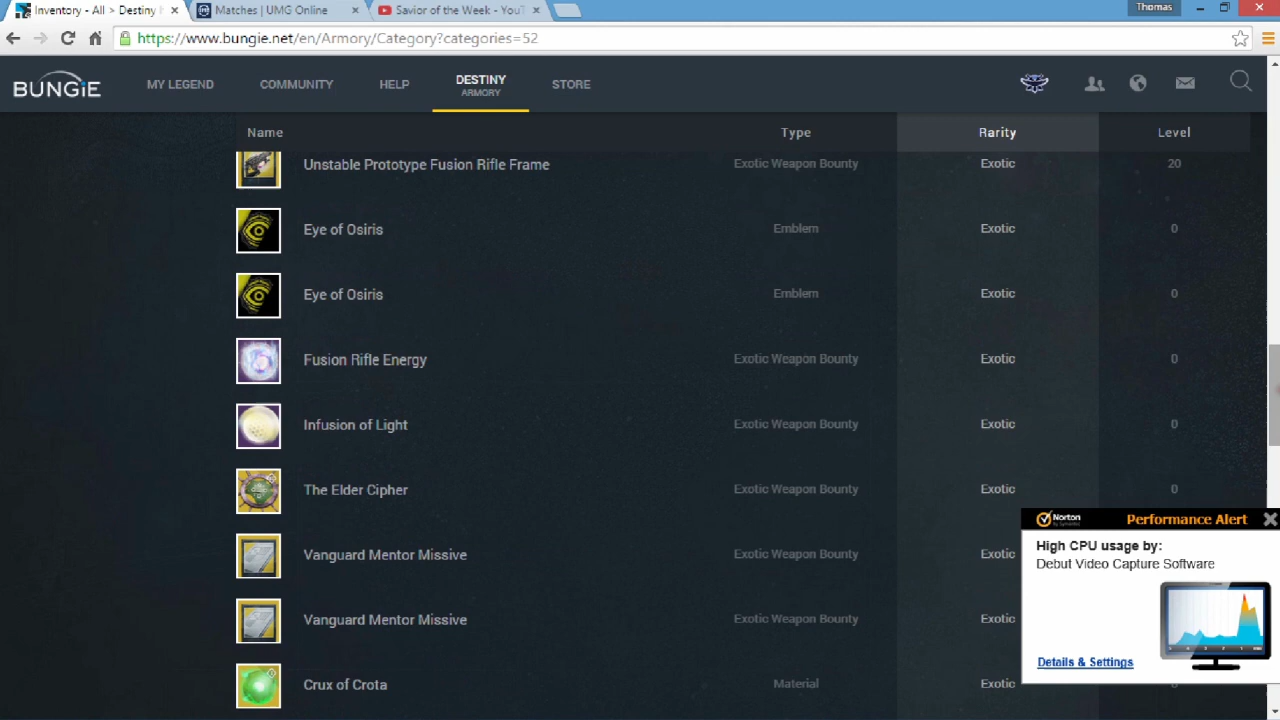 Inventory - All > Destiny
Matches | UMG Online
Savior of the Week - YouT
Thomas
https://www.bungie.net/en/Armory/Category?categories=52
BUNGiE
MY LEGEND
COMMUNITY
HELP
DESTINY
ARMORY
STORE
Name Type Rarity Level
Unstable Prototype Fusion Rifle Frame Exotic Weapon Bounty Exotic 20
Eye of Osiris Emblem Exotic 0
Eye of Osiris Emblem Exotic 0
Fusion Rifle Energy Exotic Weapon Bounty Exotic 0
Infusion of Light Exotic Weapon Bounty Exotic 0
The Elder Cipher Exotic Weapon Bounty Exotic 0
Vanguard Mentor Missive Exotic Weapon Bounty Exotic
Vanguard Mentor Missive Exotic Weapon Bounty Exotic
Crux of Crota Material Exotic
Norton
by Symantec
Performance Alert
High CPU usage by:
Debut Video Capture Software
Details & Settings